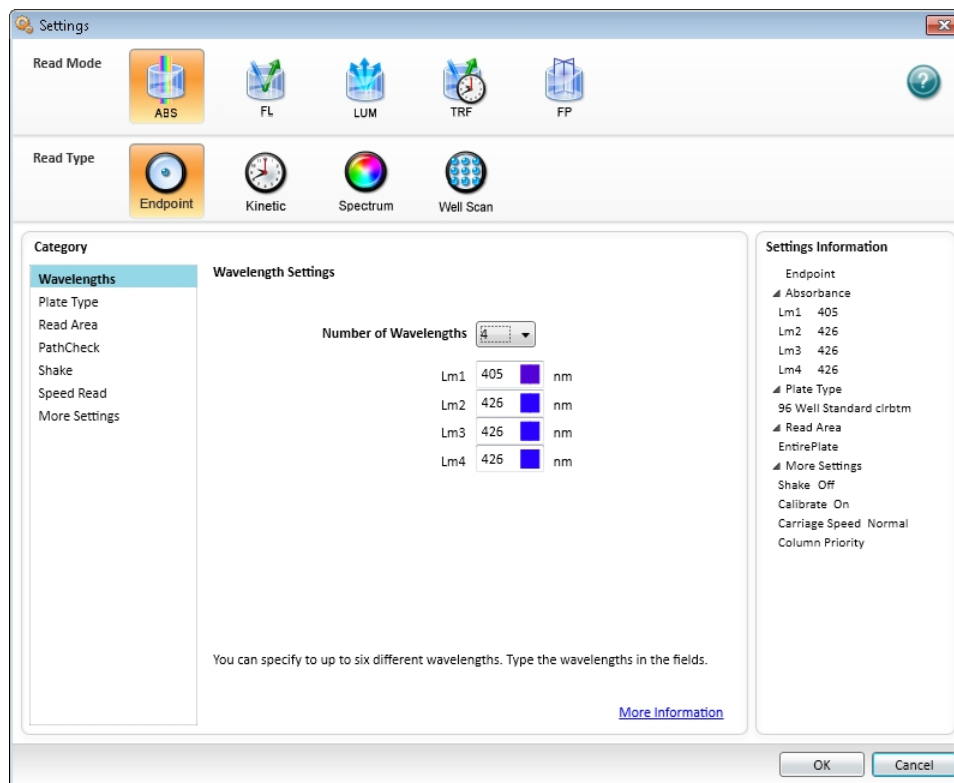 Settings
Read Mode
ABS
FL
LUM
TRF
FP
?
Read Type
Endpoint
Kinetic
Spectrum
Well Scan
Category
Wavelengths
Plate Type
Read Area
PathCheck
Shake
Speed Read
More Settings
Wavelength Settings
Number of Wavelengths 4
Lm1 405 nm
Lm2 426 nm
Lm3 426 nm
Lm4 426 nm
You can specify to up to six different wavelengths. Type the wavelengths in the fields.
More Information
Settings Information
Endpoint
Absorbance
Lm1 405
Lm2 426
Lm3 426
Lm4 426
Plate Type
96 Well Standard clrbtm
Read Area
EntirePlate
More Settings
Shake Off
Calibrate On
Carriage Speed Normal
Column Priority
OK
Cancel